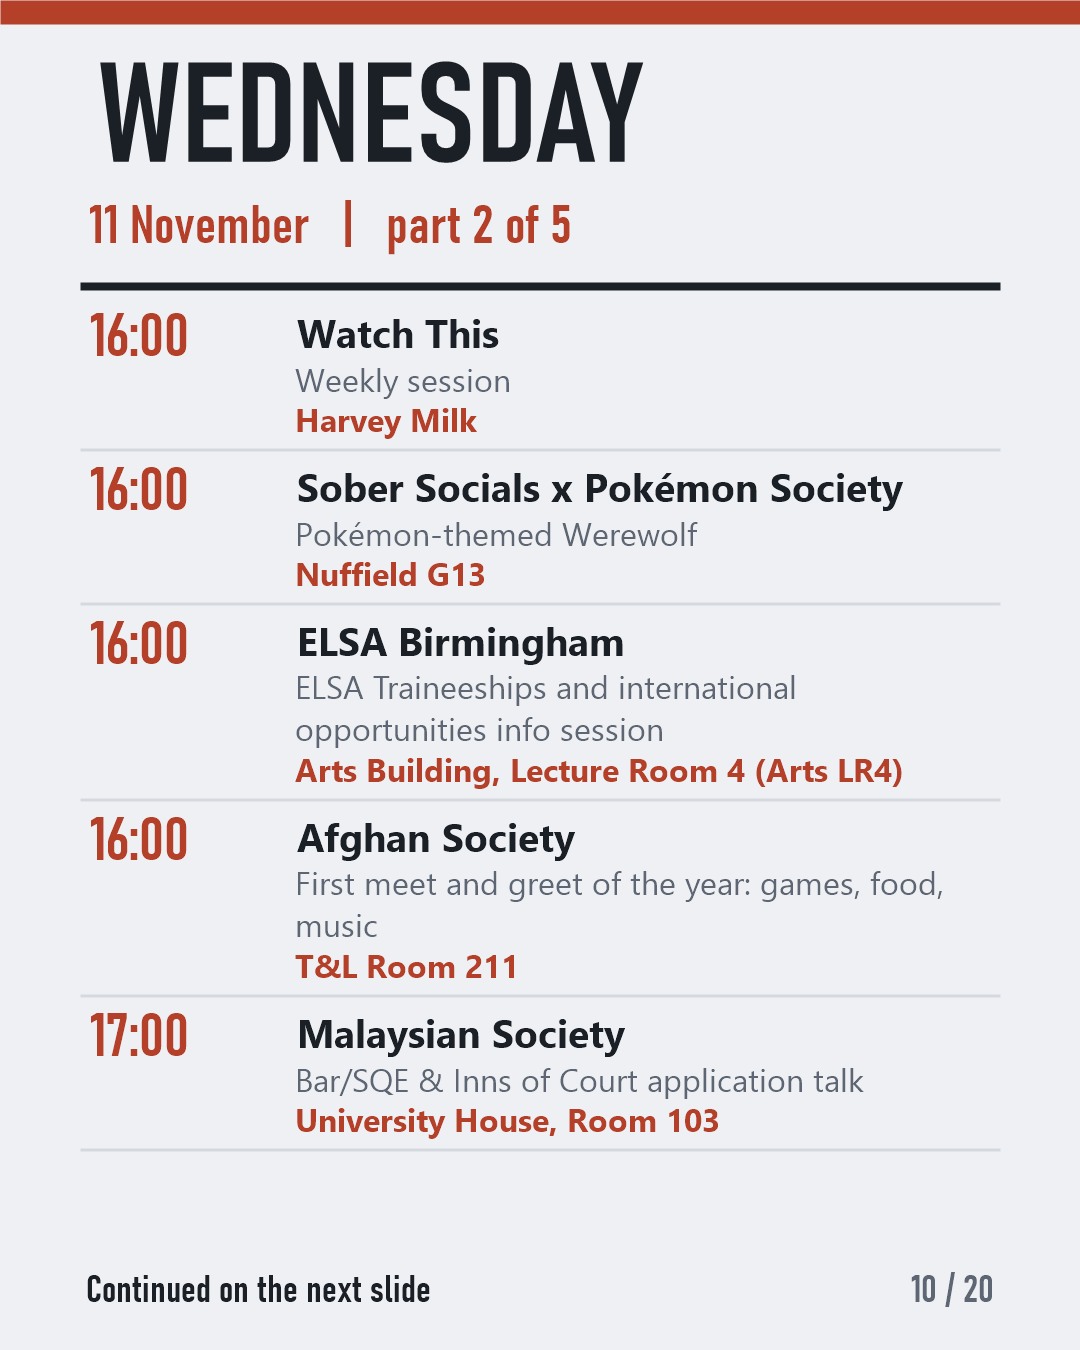 WEDNESDAY
11 November | part 2 of 5
16:00
Watch This
Weekly session
Harvey Milk
16:00
Sober Socials x Pokémon Society
Pokémon-themed Werewolf
Nuffield G13
16:00
ELSA Birmingham
ELSA Traineeships and international
opportunities info session
Arts Building, Lecture Room 4 (Arts LR4)
16:00
Afghan Society
First meet and greet of the year: games, food,
music
T&L Room 211
17:00
Malaysian Society
Bar/SQE & Inns of Court application talk
University House, Room 103
Continued on the next slide
10 / 20